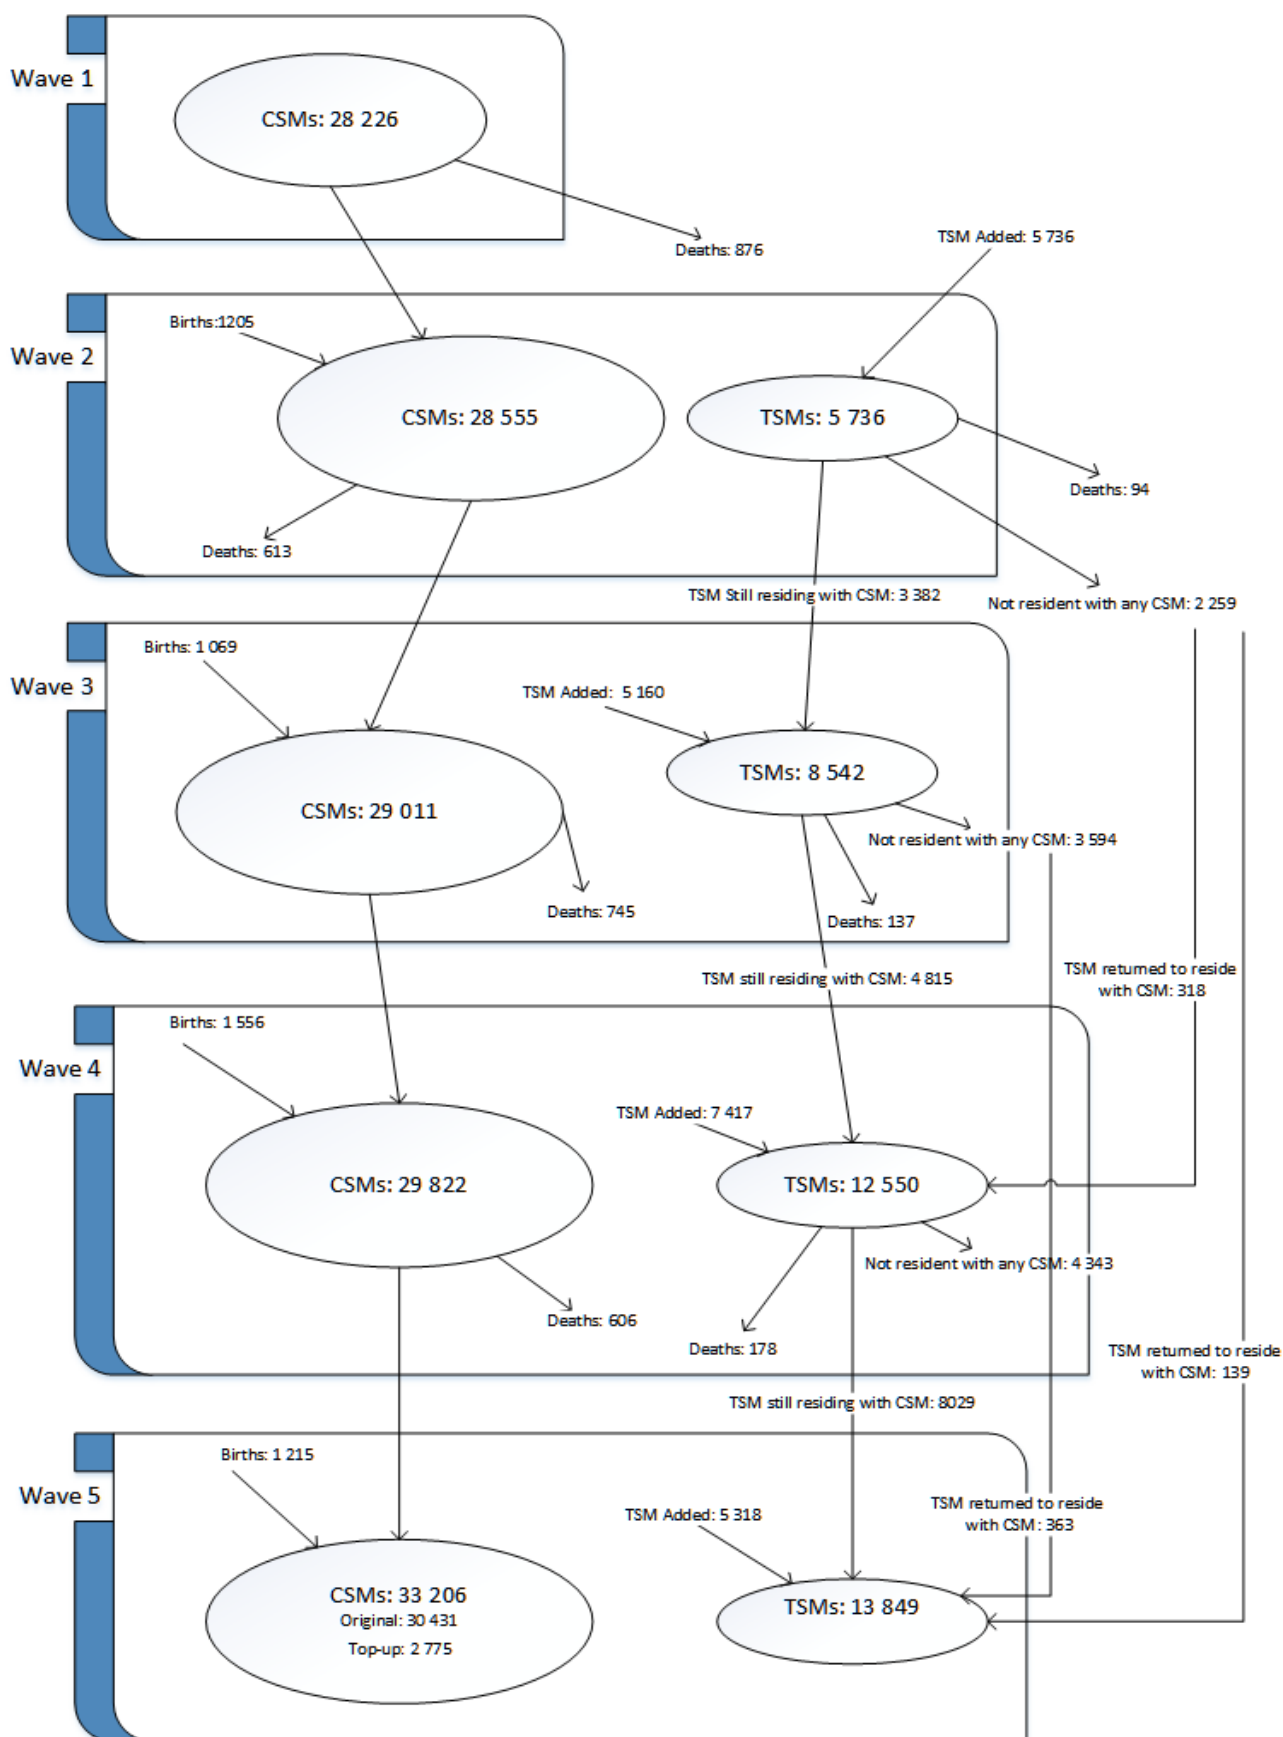 Wave 1
CSMs: 28 226
Deaths: 876
TSM Added: 5 736
Wave 2
Births:1205
CSMs: 28 555
TSMs: 5 736
Deaths: 94
Deaths: 613
TSM Still residing with CSM: 3 382
Not resident with any CSM: 2 259
Wave 3
Births: 1 069
TSM Added:  5 160
TSMs: 8 542
CSMs: 29 011
Not resident with any CSM: 3 594
Deaths: 745
Deaths: 137
TSM still residing with CSM: 4 815
TSM returned to reside
with CSM: 318
Wave 4
Births: 1 556
TSM Added: 7 417
CSMs: 29 822
TSMs: 12 550
Not resident with any CSM: 4 343
Deaths: 606
Deaths: 178
TSM returned to reside
with CSM: 139
TSM still residing with CSM: 8029
Wave 5
Births: 1 215
TSM Added: 5 318
TSM returned to reside
with CSM: 363
CSMs: 33 206
Original: 30 431
Top-up: 2 775
TSMs: 13 849